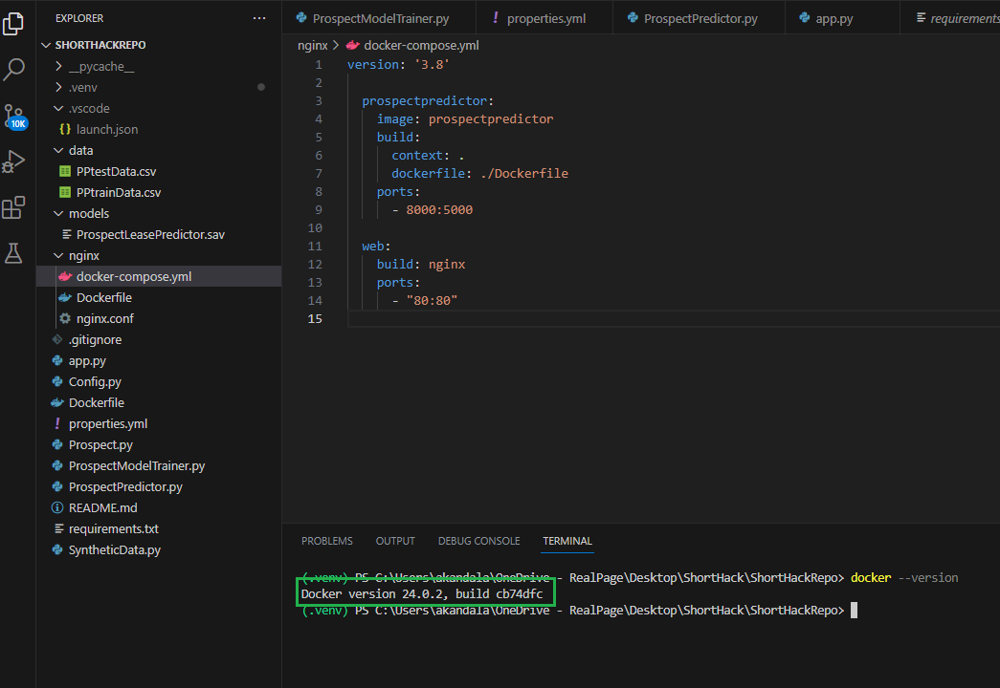 EXPLORER
···
SHORTHACKREPO
__pycache__
.venv
.vscode
{} launch.json
data
PPtestData.csv
PPtrainData.csv
models
ProspectLeasePredictor.sav
nginx
docker-compose.yml
Dockerfile
nginx.conf
.gitignore
app.py
Config.py
Dockerfile
! properties.yml
Prospect.py
ProspectModelTrainer.py
ProspectPredictor.py
README.md
requirements.txt
SyntheticData.py
10K
ProspectModelTrainer.py ! properties.yml ProspectPredictor.py app.py requirements
nginx > docker-compose.yml
1 version: '3.8'
2
3 prospectpredictor:
4 image: prospectpredictor
5 build:
6 context: .
7 dockerfile: ./Dockerfile
8 ports:
9 - 8000:5000
10
11 web:
12 build: nginx
13 ports:
14 - "80:80"
15
PROBLEMS OUTPUT DEBUG CONSOLE TERMINAL
(.venv) PS C:\Users\akandala\OneDrive - RealPage\Desktop\ShortHack\ShortHackRepo> docker --version
Docker version 24.0.2, build cb74dfc
(.venv) PS C:\Users\akandala\OneDrive - RealPage\Desktop\ShortHack\ShortHackRepo>